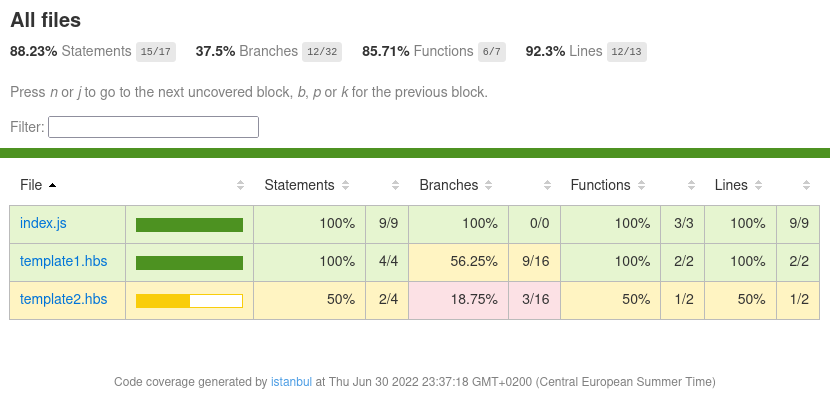 All files
88.23% Statements 15/17 37.5% Branches 12/32 85.71% Functions 6/7 92.3% Lines 12/13
Press n or j to go to the next uncovered block, b, p or k for the previous block.
Filter:
File Statements Branches Functions Lines
index.js 100% 9/9 100% 0/0 100% 3/3 100% 9/9
template1.hbs 100% 4/4 56.25% 9/16 100% 2/2 100% 2/2
template2.hbs 50% 2/4 18.75% 3/16 50% 1/2 50% 1/2
Code coverage generated by istanbul at Thu Jun 30 2022 23:37:18 GMT+0200 (Central European Summer Time)